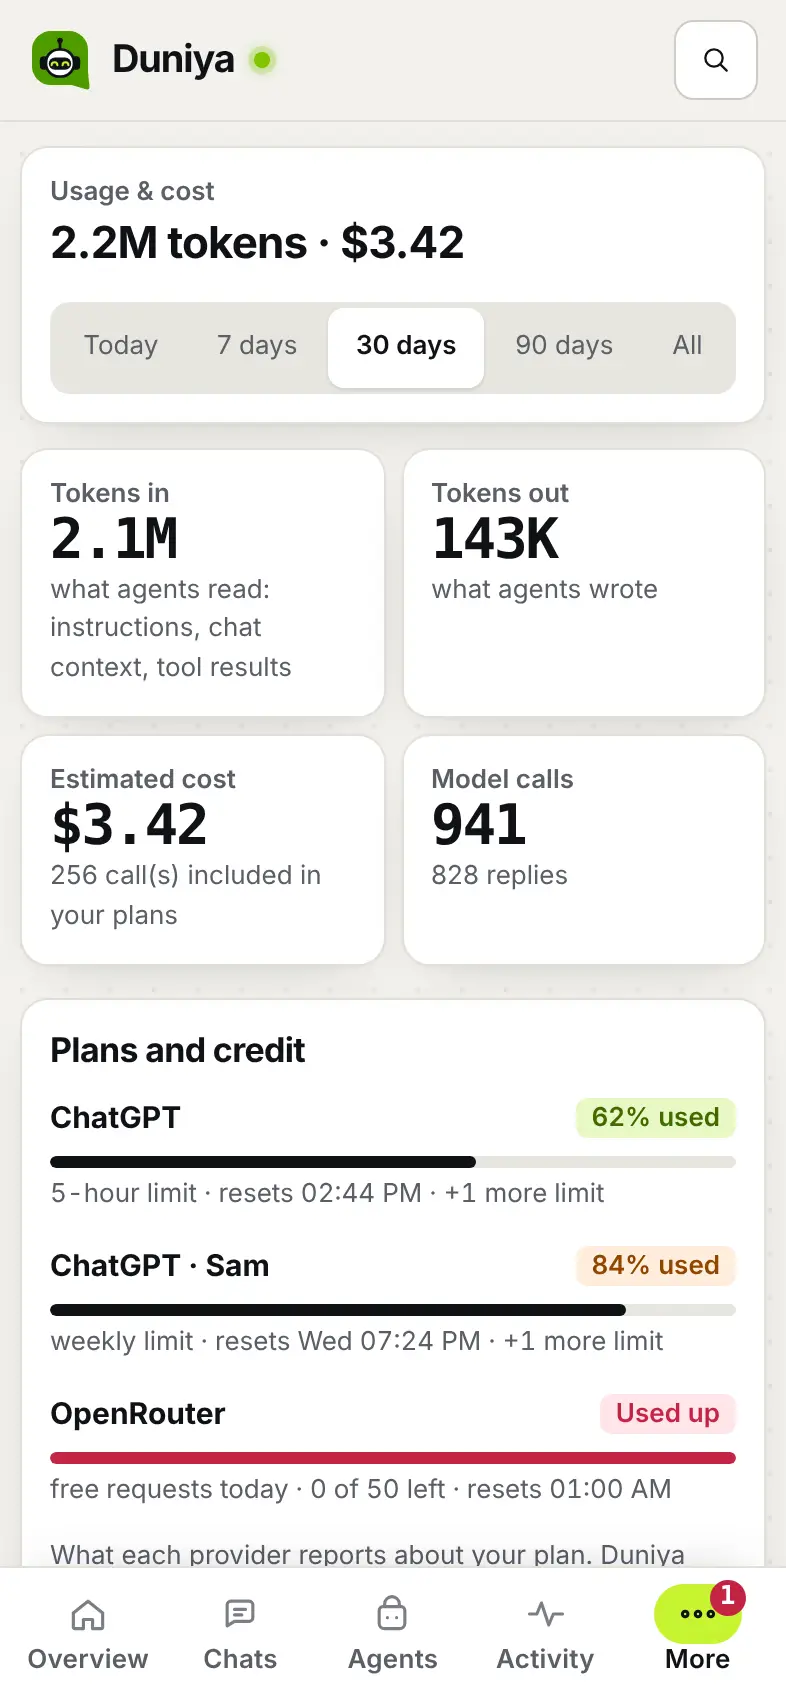 Duniya
Usage & cost
2.2M tokens · $3.42
Today 7 days 30 days 90 days All
Tokens in
2.1M
what agents read:
instructions, chat
context, tool results
Tokens out
143K
what agents wrote
Estimated cost
$3.42
256 call(s) included in
your plans
Model calls
941
828 replies
Plans and credit
ChatGPT 62% used
5-hour limit · resets 02:44 PM · +1 more limit
ChatGPT · Sam 84% used
weekly limit · resets Wed 07:24 PM · +1 more limit
OpenRouter Used up
free requests today · 0 of 50 left · resets 01:00 AM
What each provider reports about your plan. Duniya
1
Overview Chats Agents Activity More